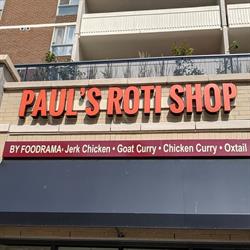 PAUL'S ROTI SHOP
BY FOODRAMA• Jerk Chicken • Goat Curry • Chicken Curry • Oxtail